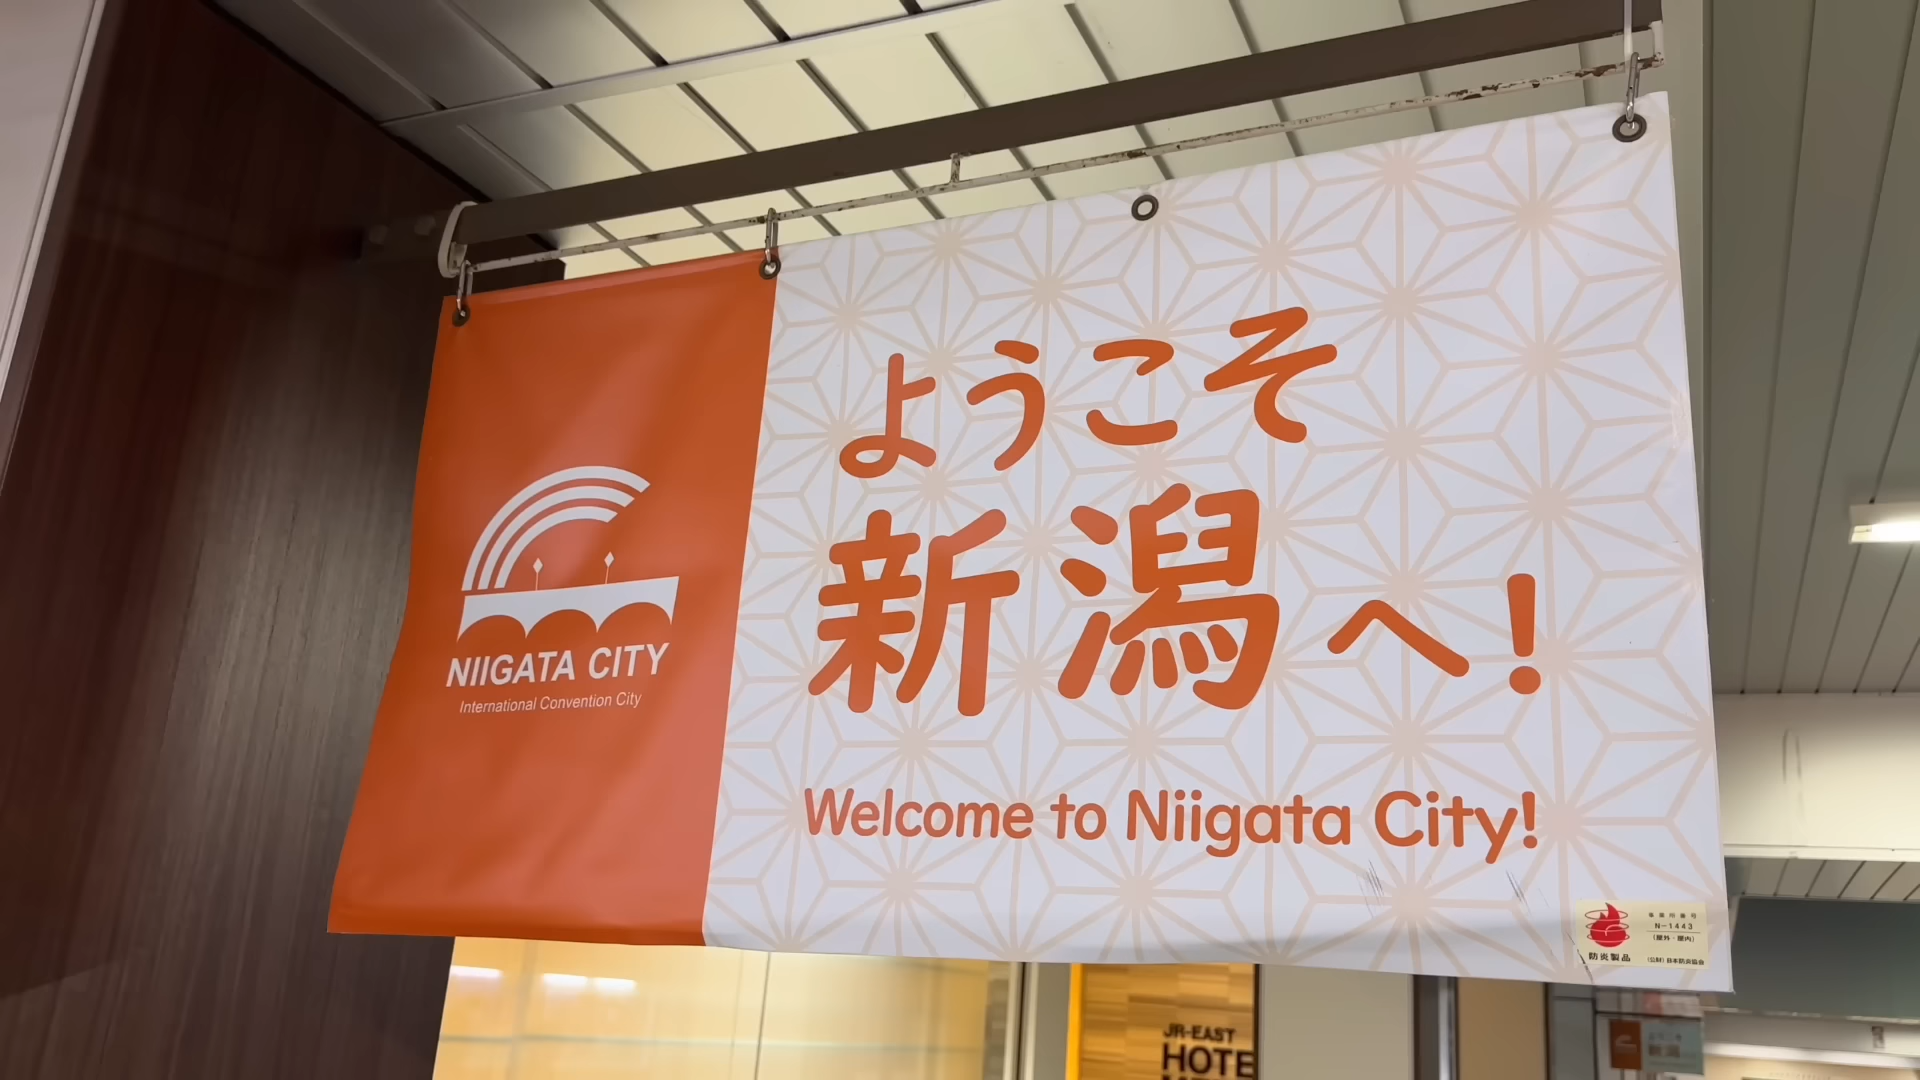 ようこそ
新潟へ!
Welcome to Niigata City!
NIIGATA CITY
International Convention City
N-1443
(屋外・屋内)
防炎製品
(公財)日本防炎協会
JR-EAST
HOTE